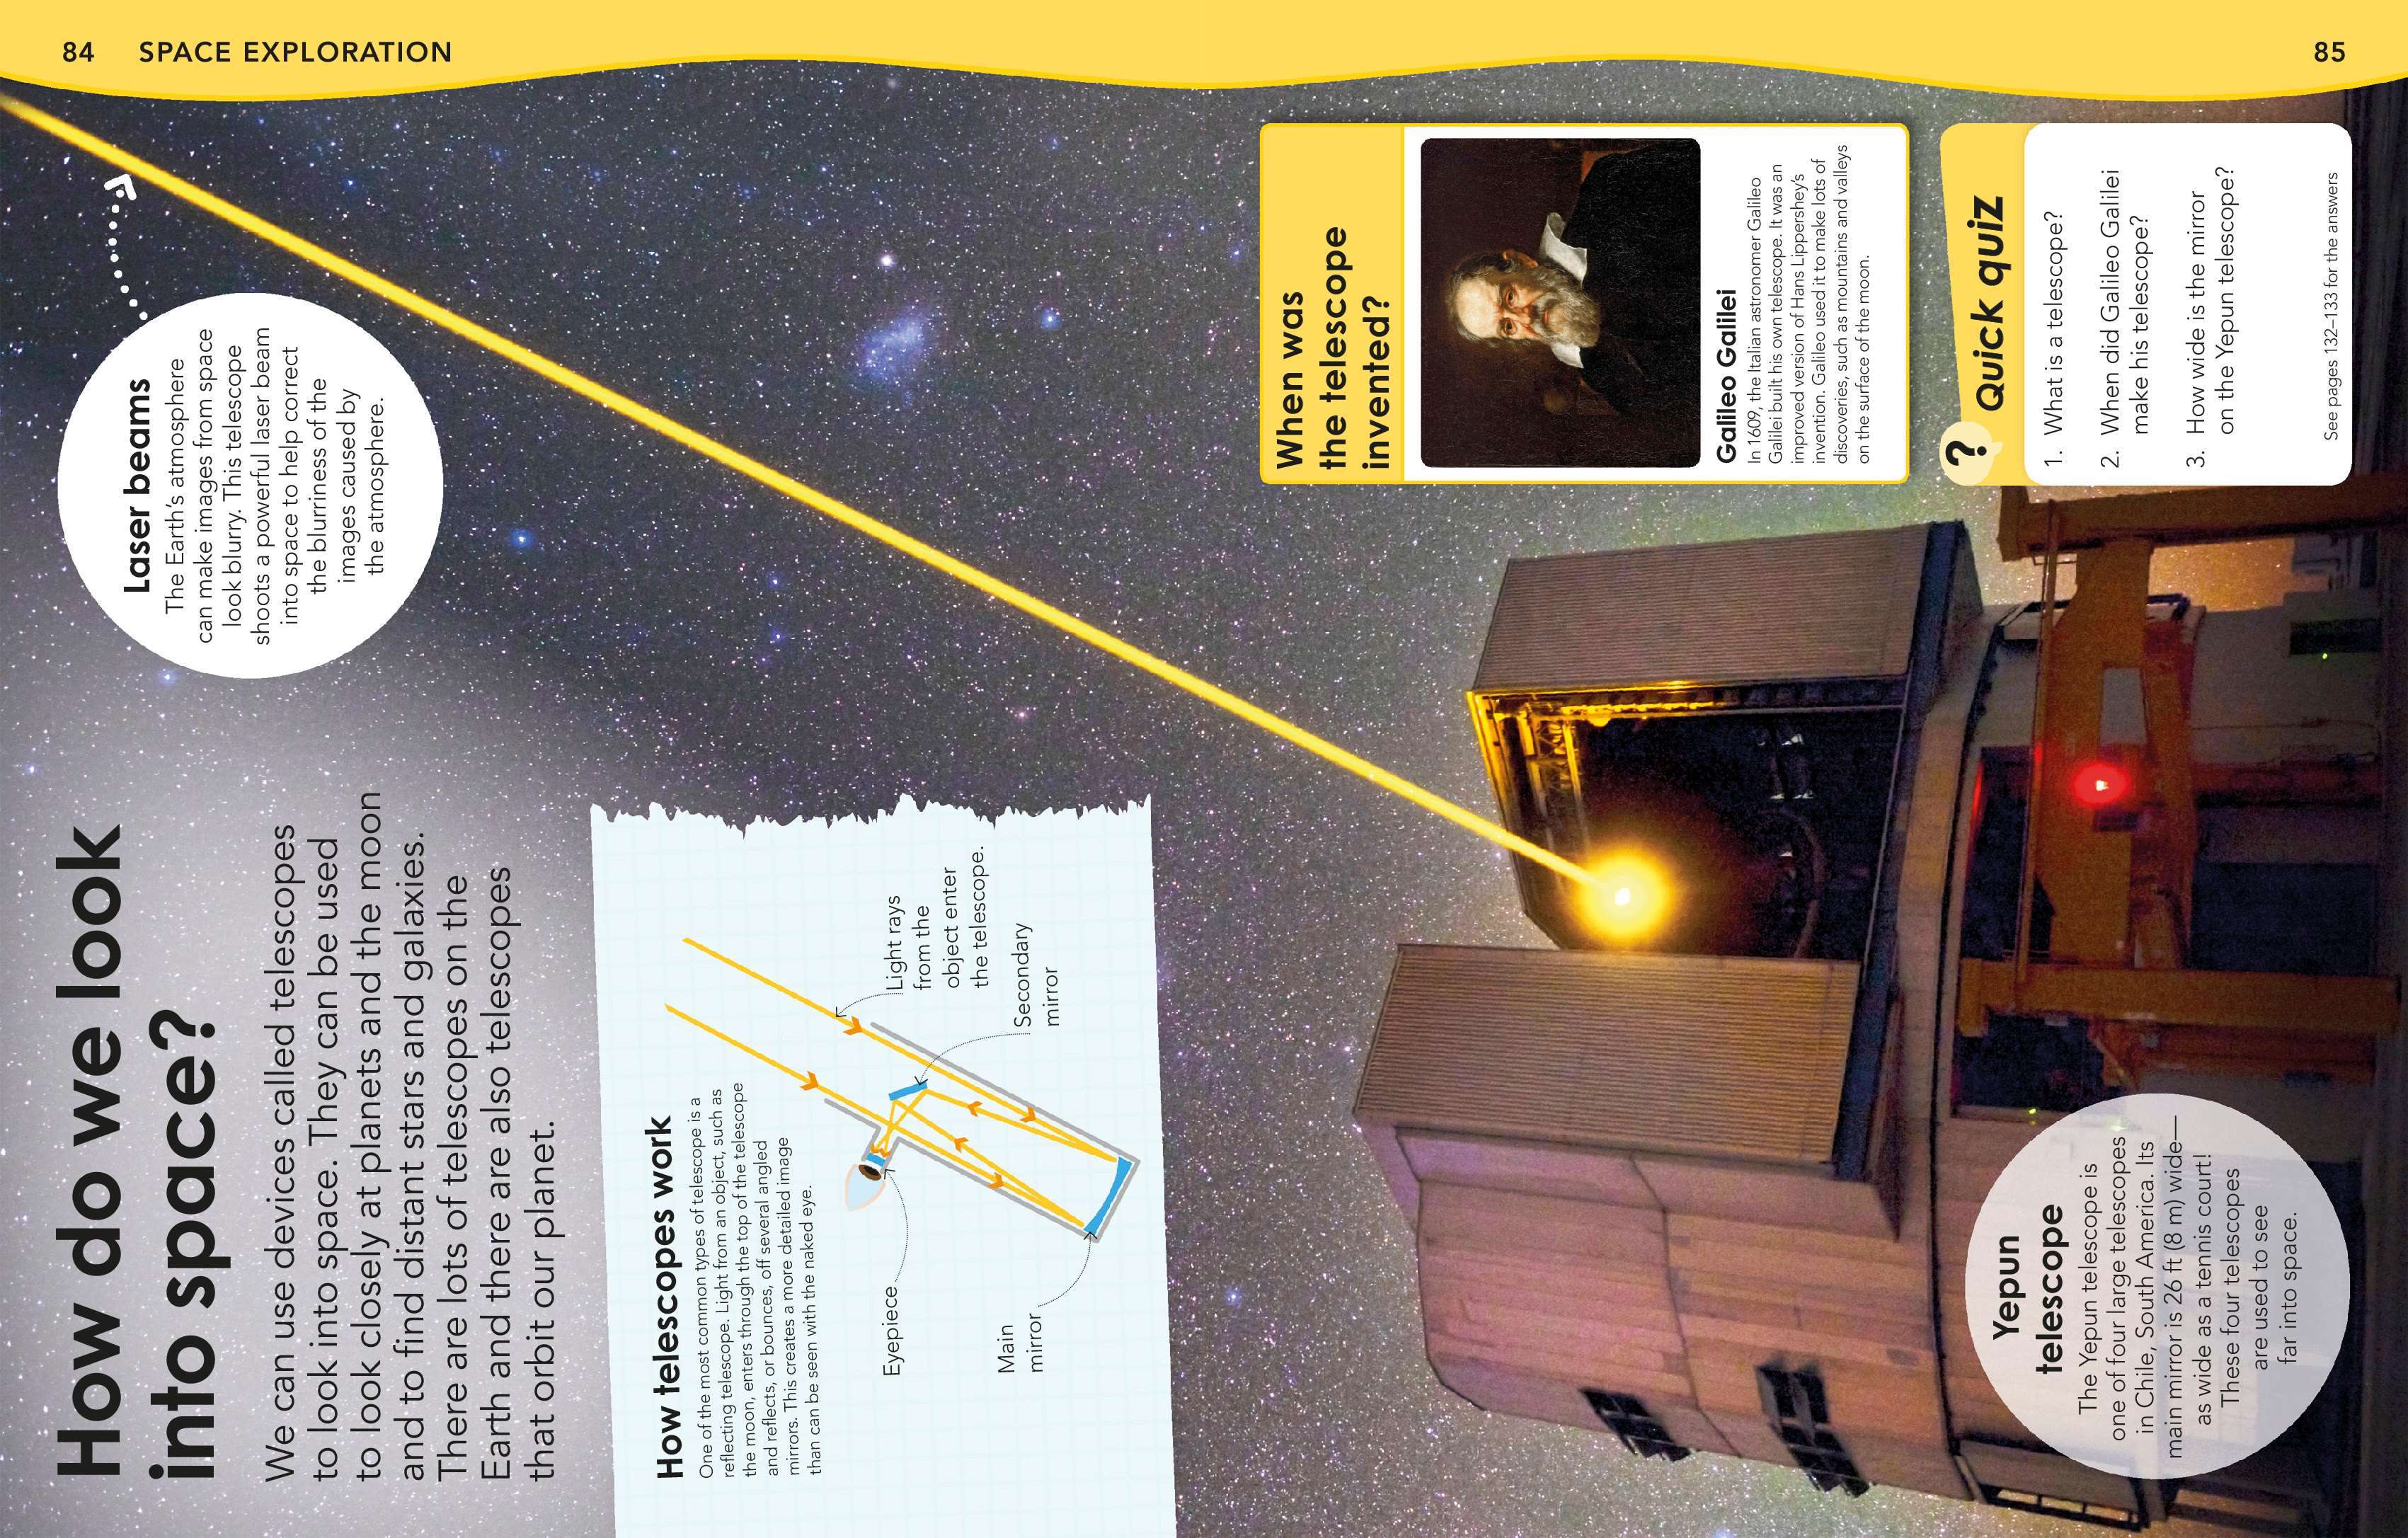 84 SPACE EXPLORATION
85
How do we look
into space?
We can use devices called telescopes
to look into space. They can be used
to look closely at planets and the moon
and to find distant stars and galaxies.
There are lots of telescopes on the
Earth and there are also telescopes
that orbit our planet.
Laser beams
The Earth's atmosphere
can make images from space
look blurry. This telescope
shoots a powerful laser beam
into space to help correct
the blurriness of the
images caused by
the atmosphere.
How telescopes work
One of the most common types of telescope is a
reflecting telescope. Light from an object, such as
the moon, enters through the top of the telescope
and reflects, or bounces, off several angled
mirrors. This creates a more detailed image
than can be seen with the naked eye.
Light rays
from the
object enter
the telescope.
Secondary
mirror
Eyepiece
Main
mirror
When was
the telescope
invented?
Galileo Galilei
In 1609, the Italian astronomer Galileo
Galilei built his own telescope. It was an
improved version of Hans Lippershey's
invention. Galileo used it to make lots of
discoveries, such as mountains and valleys
on the surface of the moon.
Yepun
telescope
The Yepun telescope is
one of four large telescopes
in Chile, South America. Its
main mirror is 26 ft (8 m) wide—
as wide as a tennis court!
These four telescopes
are used to see
far into space.
? Quick quiz
1. What is a telescope?
2. When did Galileo Galilei
make his telescope?
3. How wide is the mirror
on the Yepun telescope?
See pages 132–133 for the answers